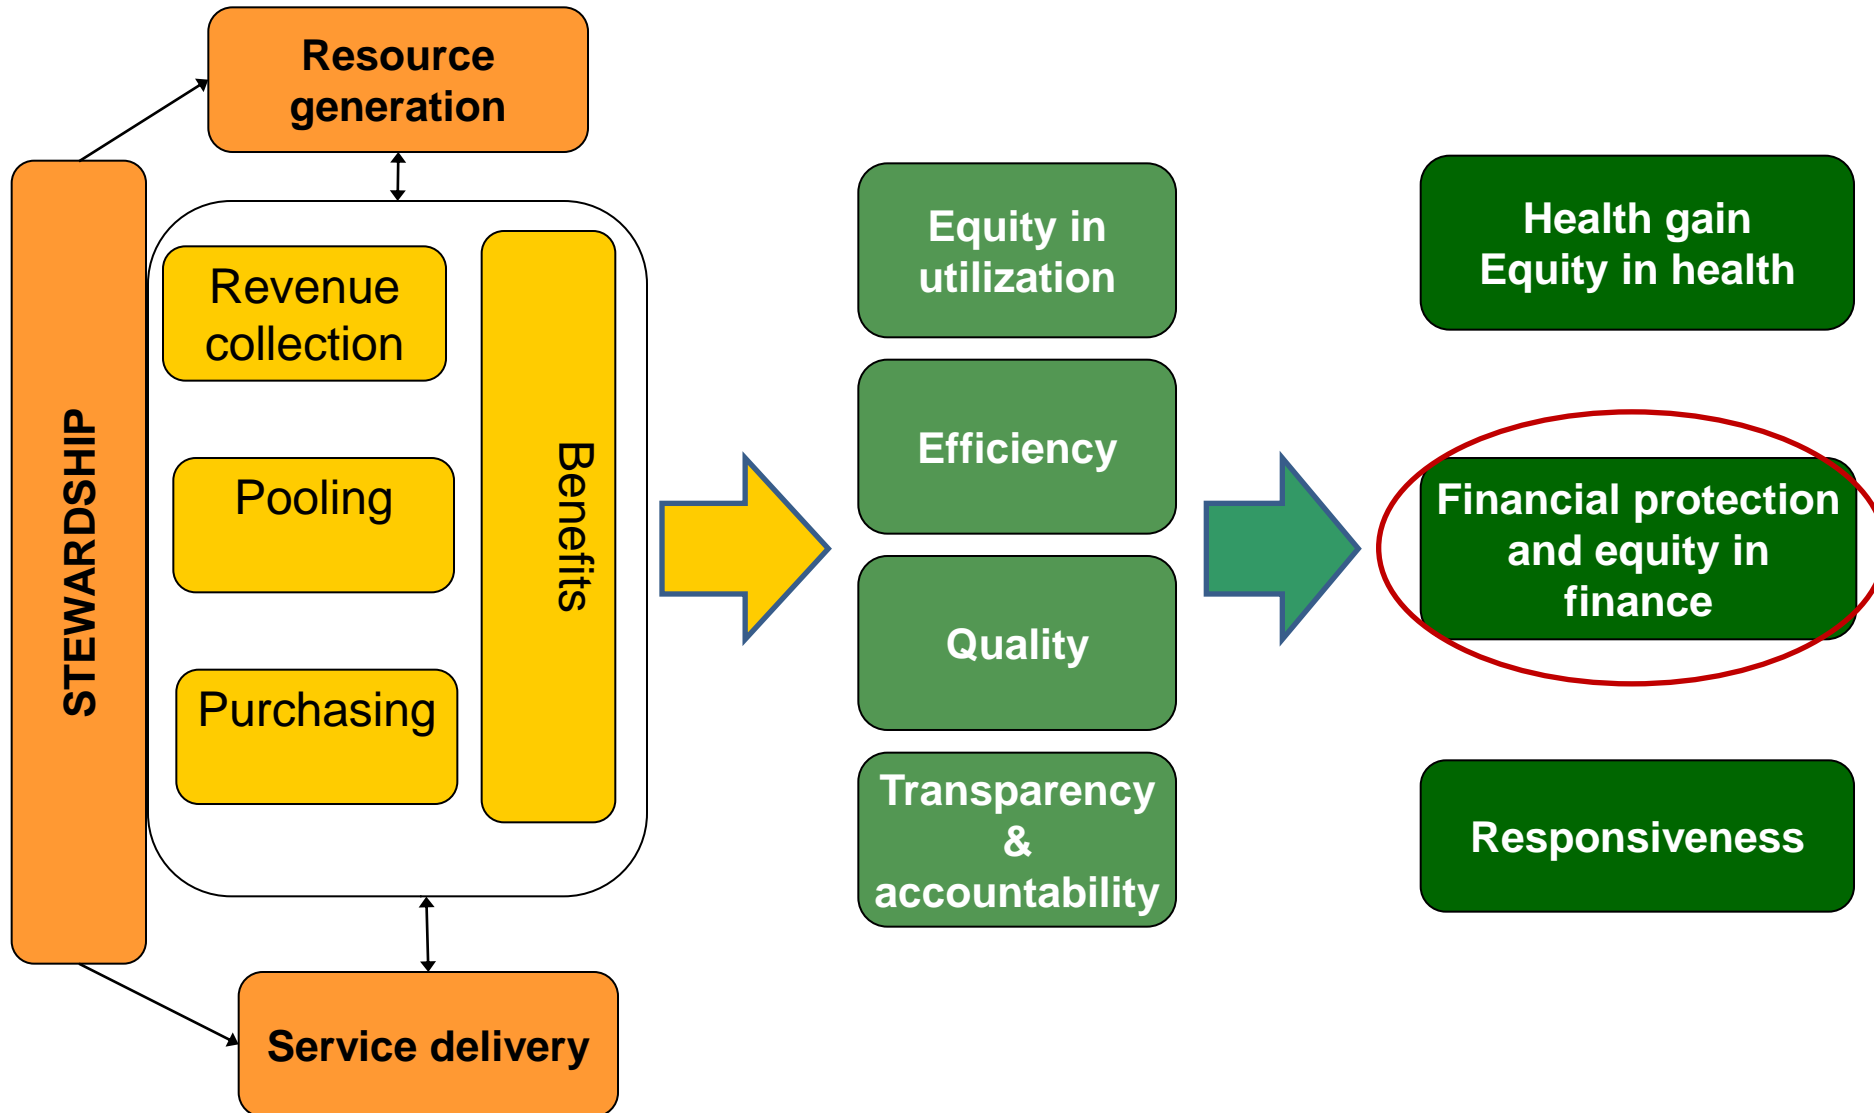 Resource
generation
STEWARDSHIP
Revenue
collection
Pooling
Purchasing
Benefits
Service delivery
Equity in
utilization
Efficiency
Quality
Transparency
&
accountability
Health gain
Equity in health
Financial protection
and equity in
finance
Responsiveness